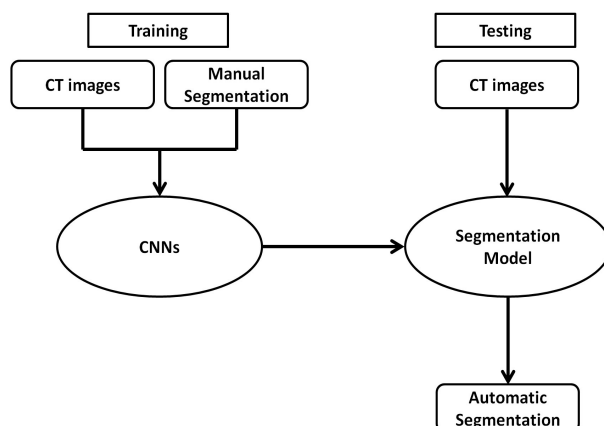 Training
Testing
CT images
Manual
Segmentation
CT images
CNNs
Segmentation
Model
Automatic
Segmentation